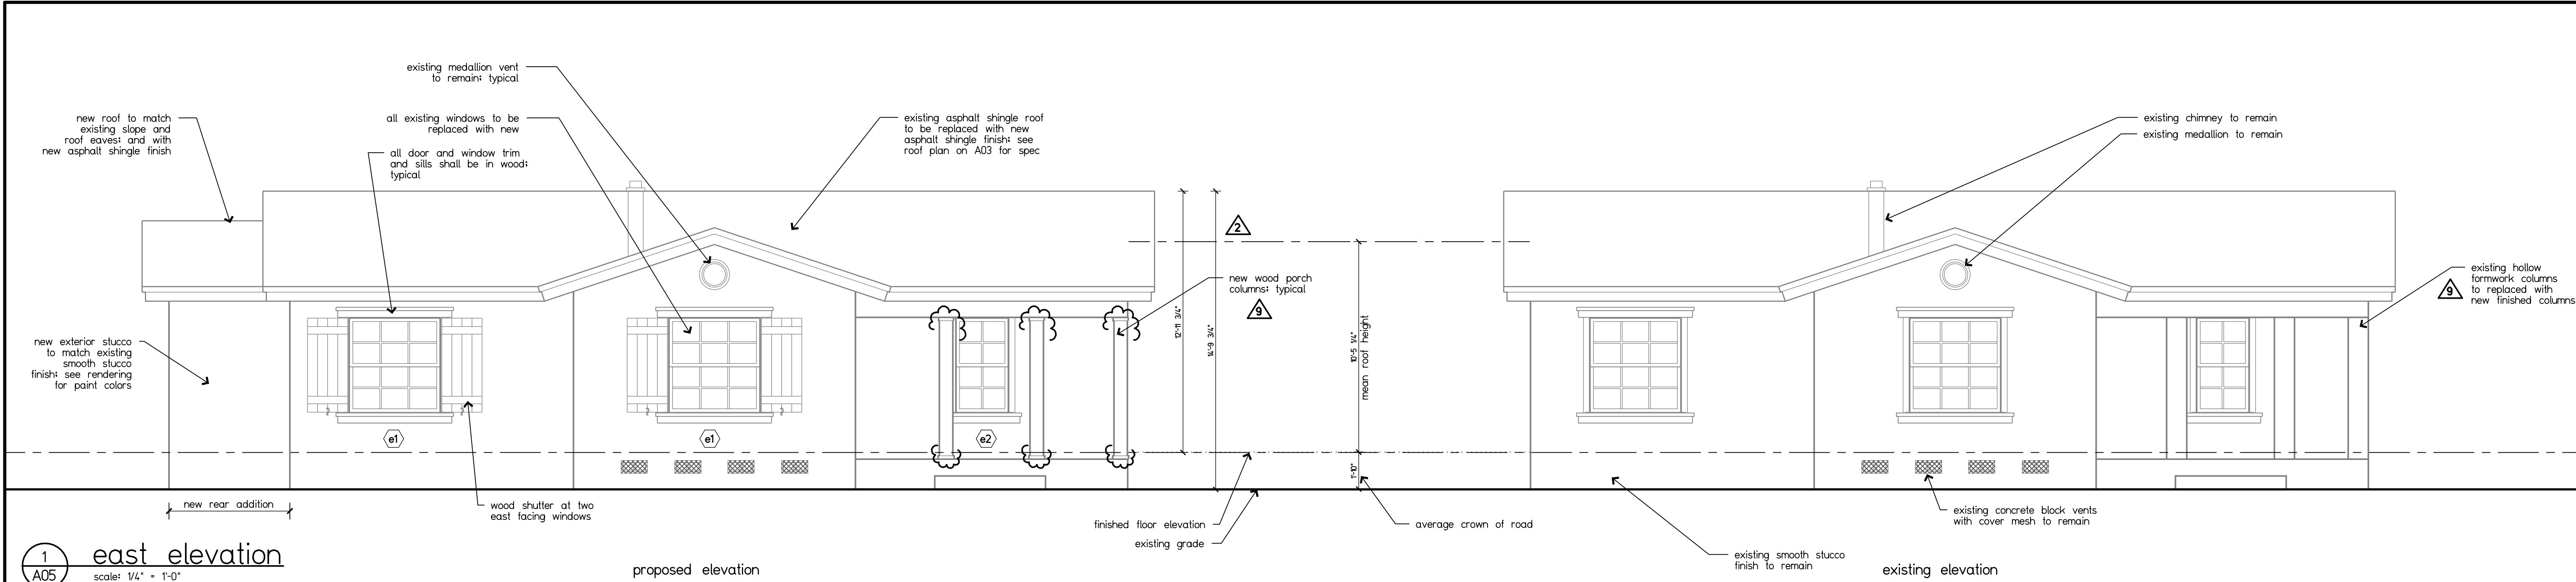 existing medallion vent
to remain; typical
new roof to match
existing slope and
roof eaves; and with
new asphalt shingle finish
all existing windows to be
replaced with new
all door and window trim
and sills shall be in wood;
typical
existing asphalt shingle roof
to be replaced with new
asphalt shingle finish; see
roof plan on A03 for spec
2
new wood porch
columns; typical
9
12'-11 3/4"
14'-9 3/4"
10'-5 1/4"
mean roof height
1'-10"
new exterior stucco
to match existing
smooth stucco
finish; see rendering
for paint colors
e1
e1
e2
new rear addition
wood shutter at two
east facing windows
finished floor elevation
existing grade
average crown of road
existing chimney to remain
existing medallion to remain
existing hollow
formwork columns
to replaced with
new finished columns
9
existing concrete block vents
with cover mesh to remain
existing smooth stucco
finish to remain
1
A05
east elevation
scale: 1/4" = 1'-0"
proposed elevation
existing elevation